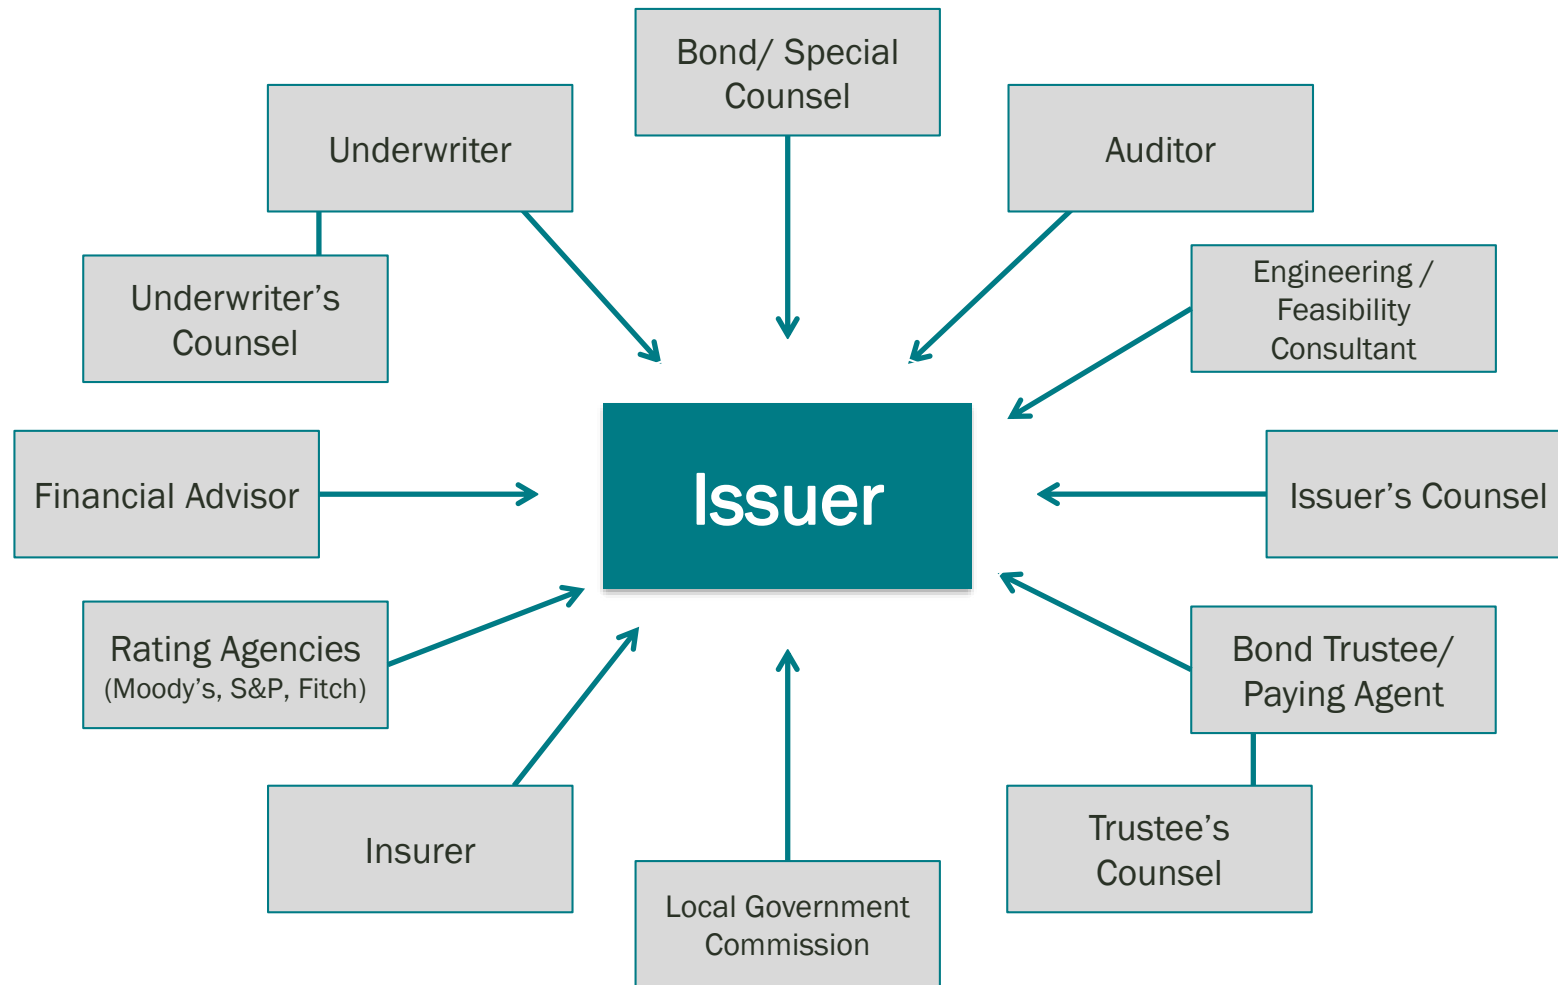 Bond/ Special
Counsel
Underwriter
Auditor
Underwriter’s
Counsel
Engineering /
Feasibility
Consultant
Financial Advisor
Issuer
Issuer’s Counsel
Rating Agencies
(Moody’s, S&P, Fitch)
Bond Trustee/
Paying Agent
Insurer
Trustee’s
Counsel
Local Government
Commission